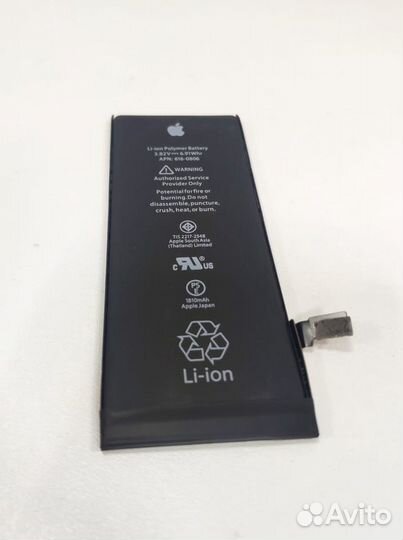 Li-ion Polymer Battery
3.82V⎓6.91Whr
APN: 616-0806
WARNING
Authorized Service
Provider Only
Potential for fire or
burning. Do not
disassemble, puncture,
crush, heat, or burn.
TIS 2217-2548
Apple South Asia
(Thailand) Limited
c RU US
PS
1810mAh
Apple Japan
Li-ion
Avito